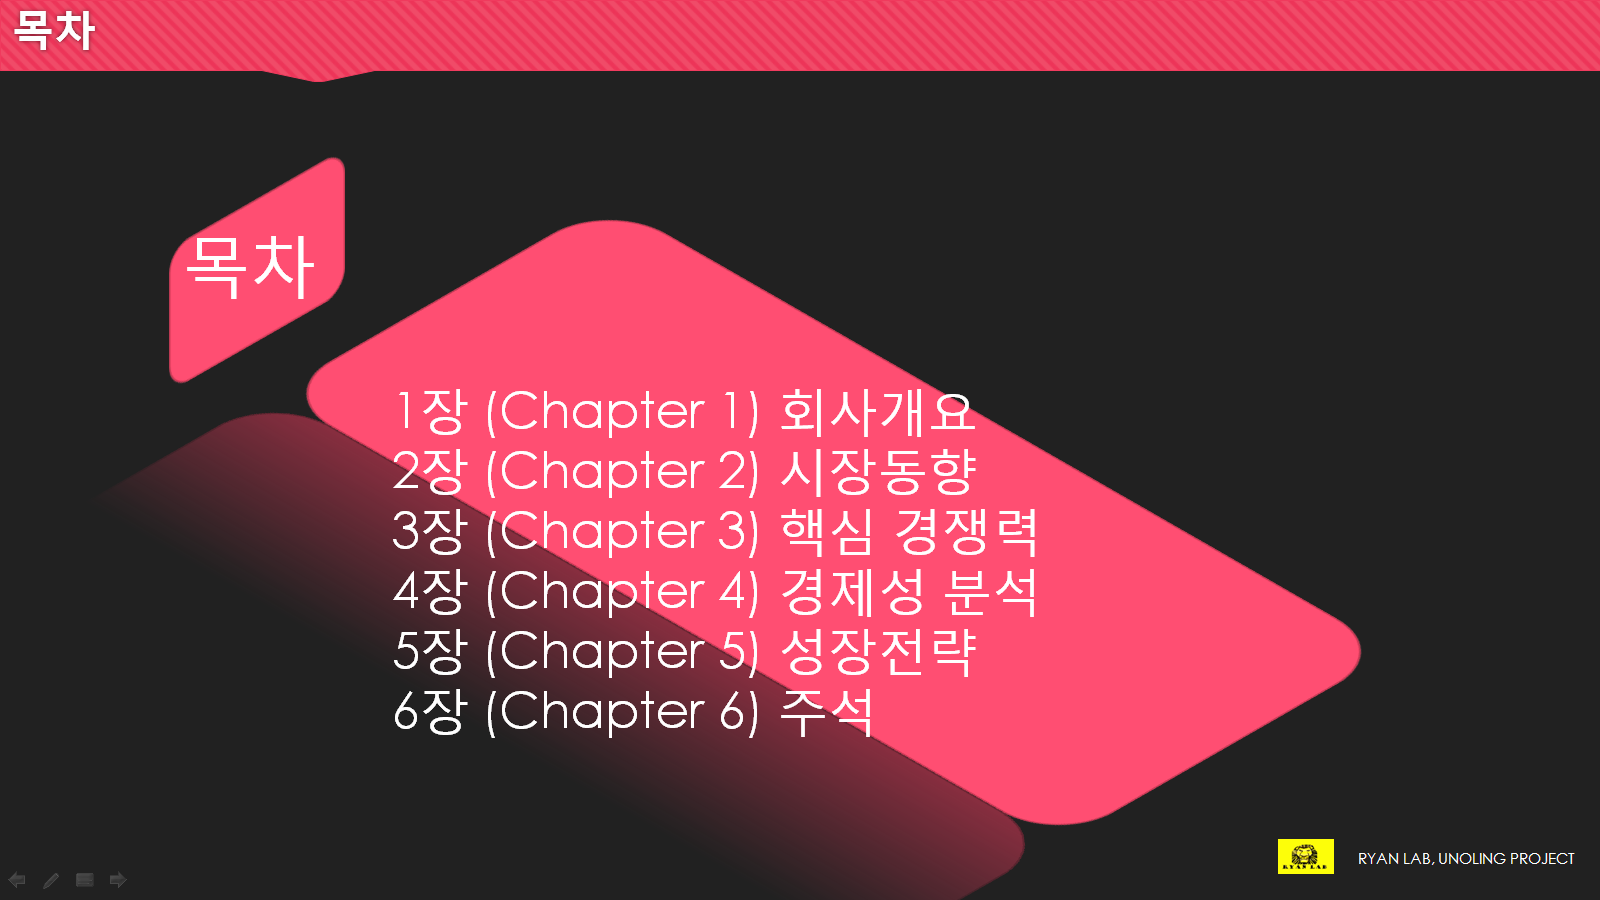 목차
목차
1장 (Chapter 1) 회사개요
2장 (Chapter 2) 시장동향
3장 (Chapter 3) 핵심 경쟁력
4장 (Chapter 4) 경제성 분석
5장 (Chapter 5) 성장전략
6장 (Chapter 6) 주석
RYAN LAB
RYAN LAB, UNOLING PROJECT